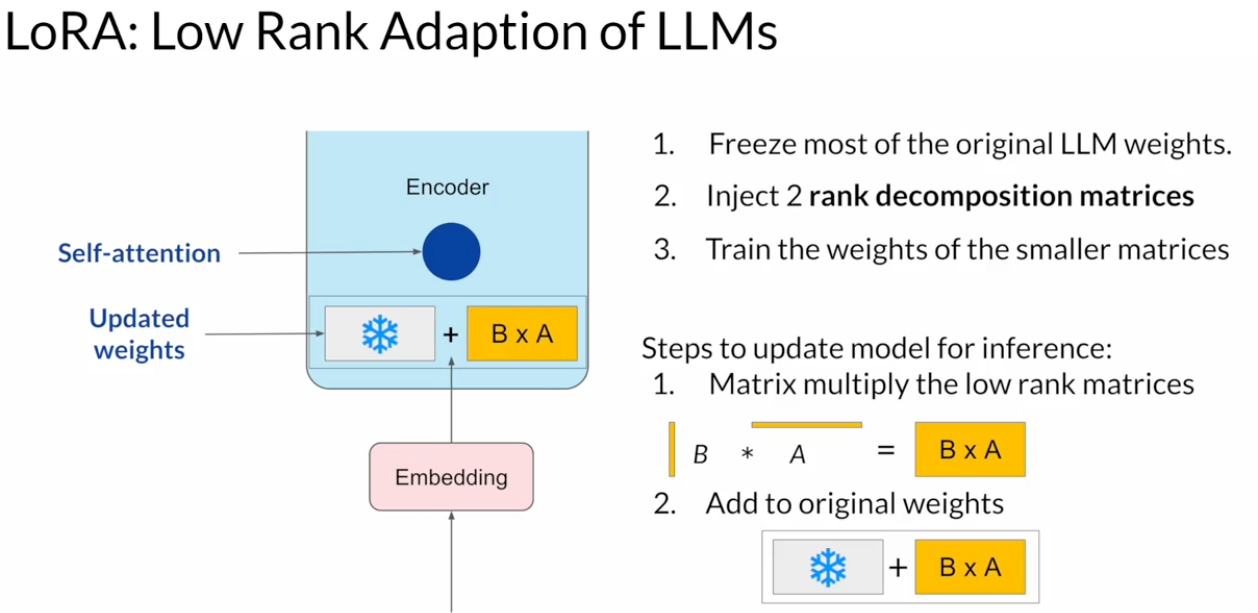 LoRA: Low Rank Adaption of LLMs
Encoder
Self-attention
Updated
weights
+
B x A
Embedding
1. Freeze most of the original LLM weights.
2. Inject 2 rank decomposition matrices
3. Train the weights of the smaller matrices
Steps to update model for inference:
1. Matrix multiply the low rank matrices
B * A = B x A
2. Add to original weights
+ B x A